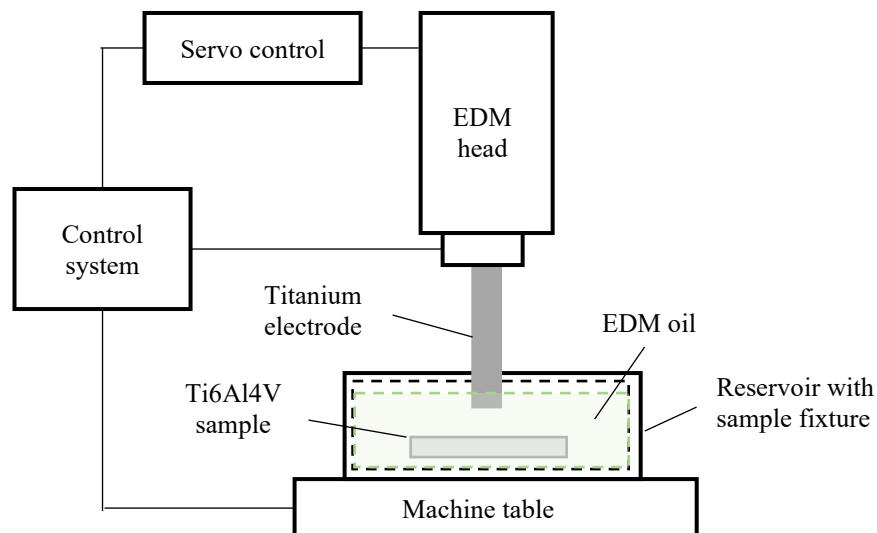 Servo control
EDM
head
Control
system
Titanium
electrode
EDM oil
Ti6Al4V
sample
Reservoir with
sample fixture
Machine table